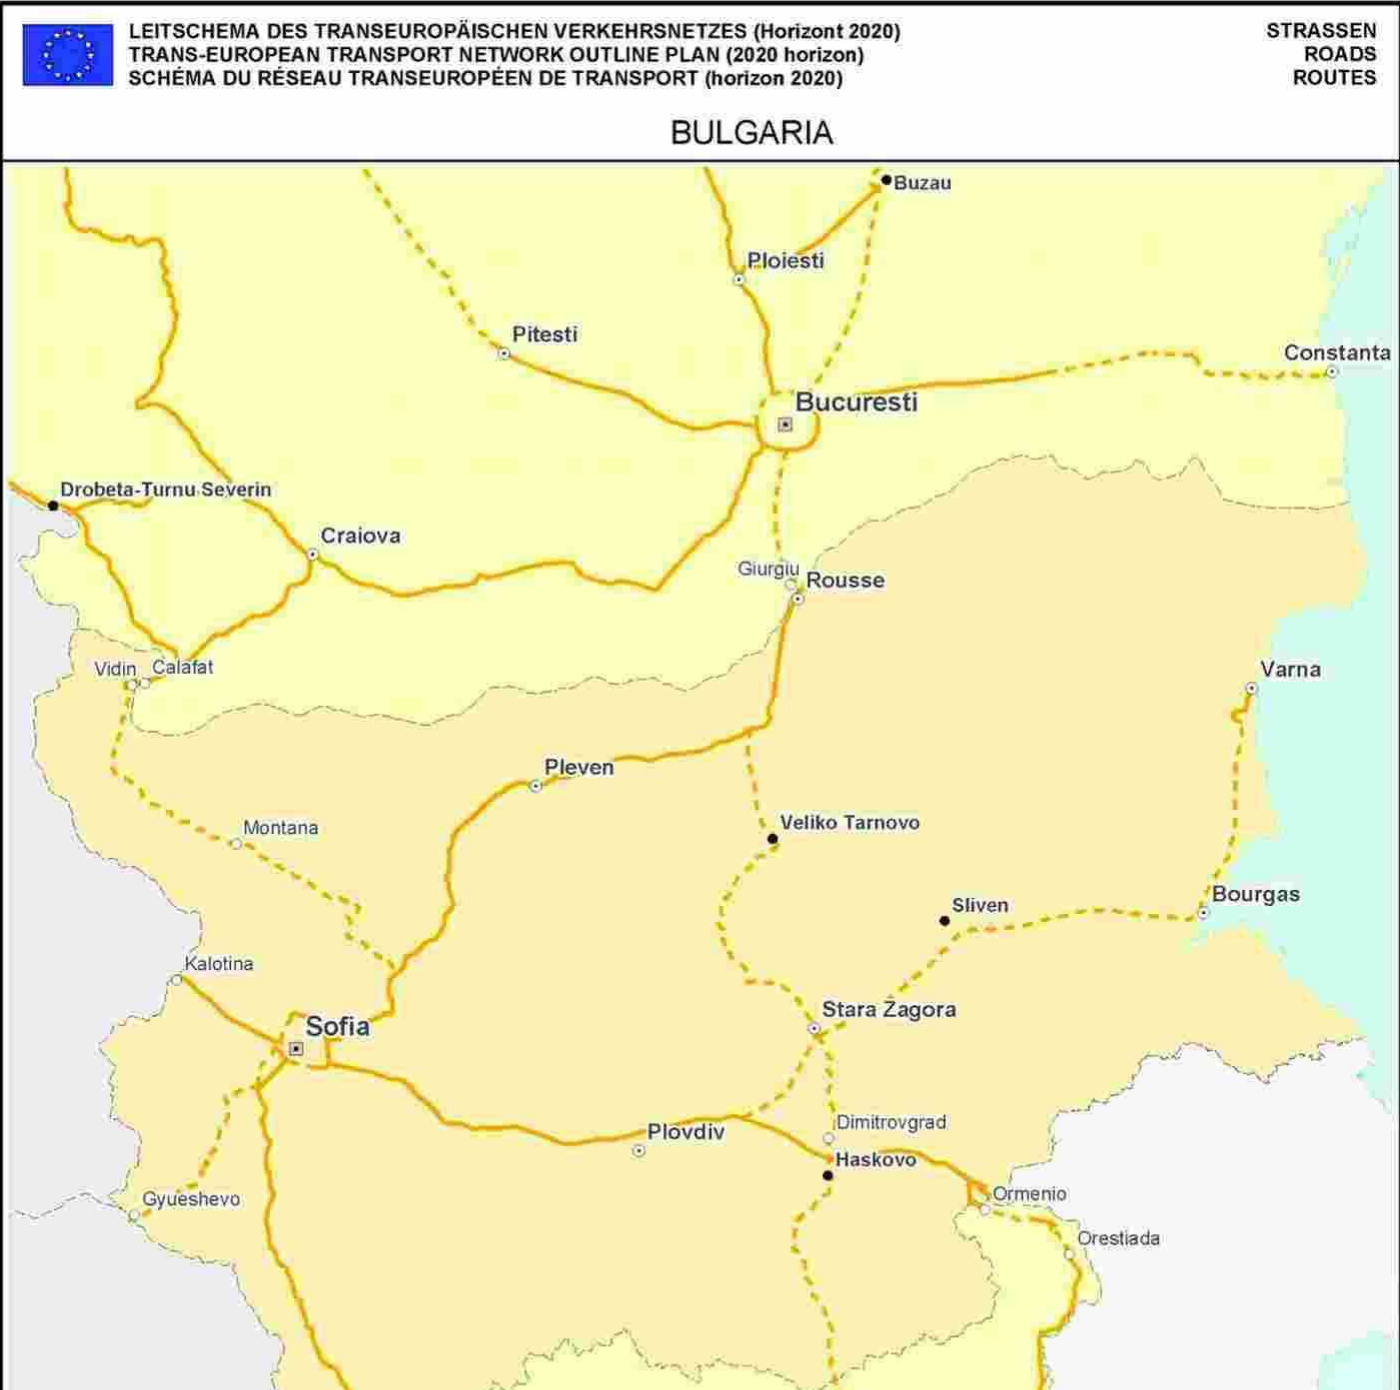 LEITSCHEMA DES TRANSEUROPÄISCHEN VERKEHRSNETZES (Horizont 2020)
TRANS-EUROPEAN TRANSPORT NETWORK OUTLINE PLAN (2020 horizon)
SCHÉMA DU RÉSEAU TRANSEUROPÉEN DE TRANSPORT (horizon 2020)
STRASSEN
ROADS
ROUTES
BULGARIA
Buzau
Ploiesti
Pitesti
Constanta
Bucuresti
Drobeta-Turnu Severin
Craiova
Giurgiu
Rousse
Vidin
Calafat
Varna
Pleven
Veliko Tarnovo
Montana
Bourgas
Sliven
Kalotina
Stara Zagora
Sofia
Dimitrovgrad
Plovdiv
Haskovo
Ormenio
Gyueshevo
Orestiada